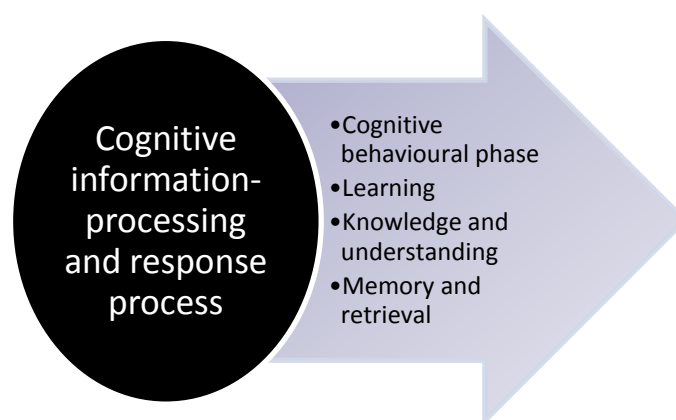 Cognitive
information-
processing
and response
process
•Cognitive
behavioural phase
•Learning
•Knowledge and
understanding
•Memory and
retrieval